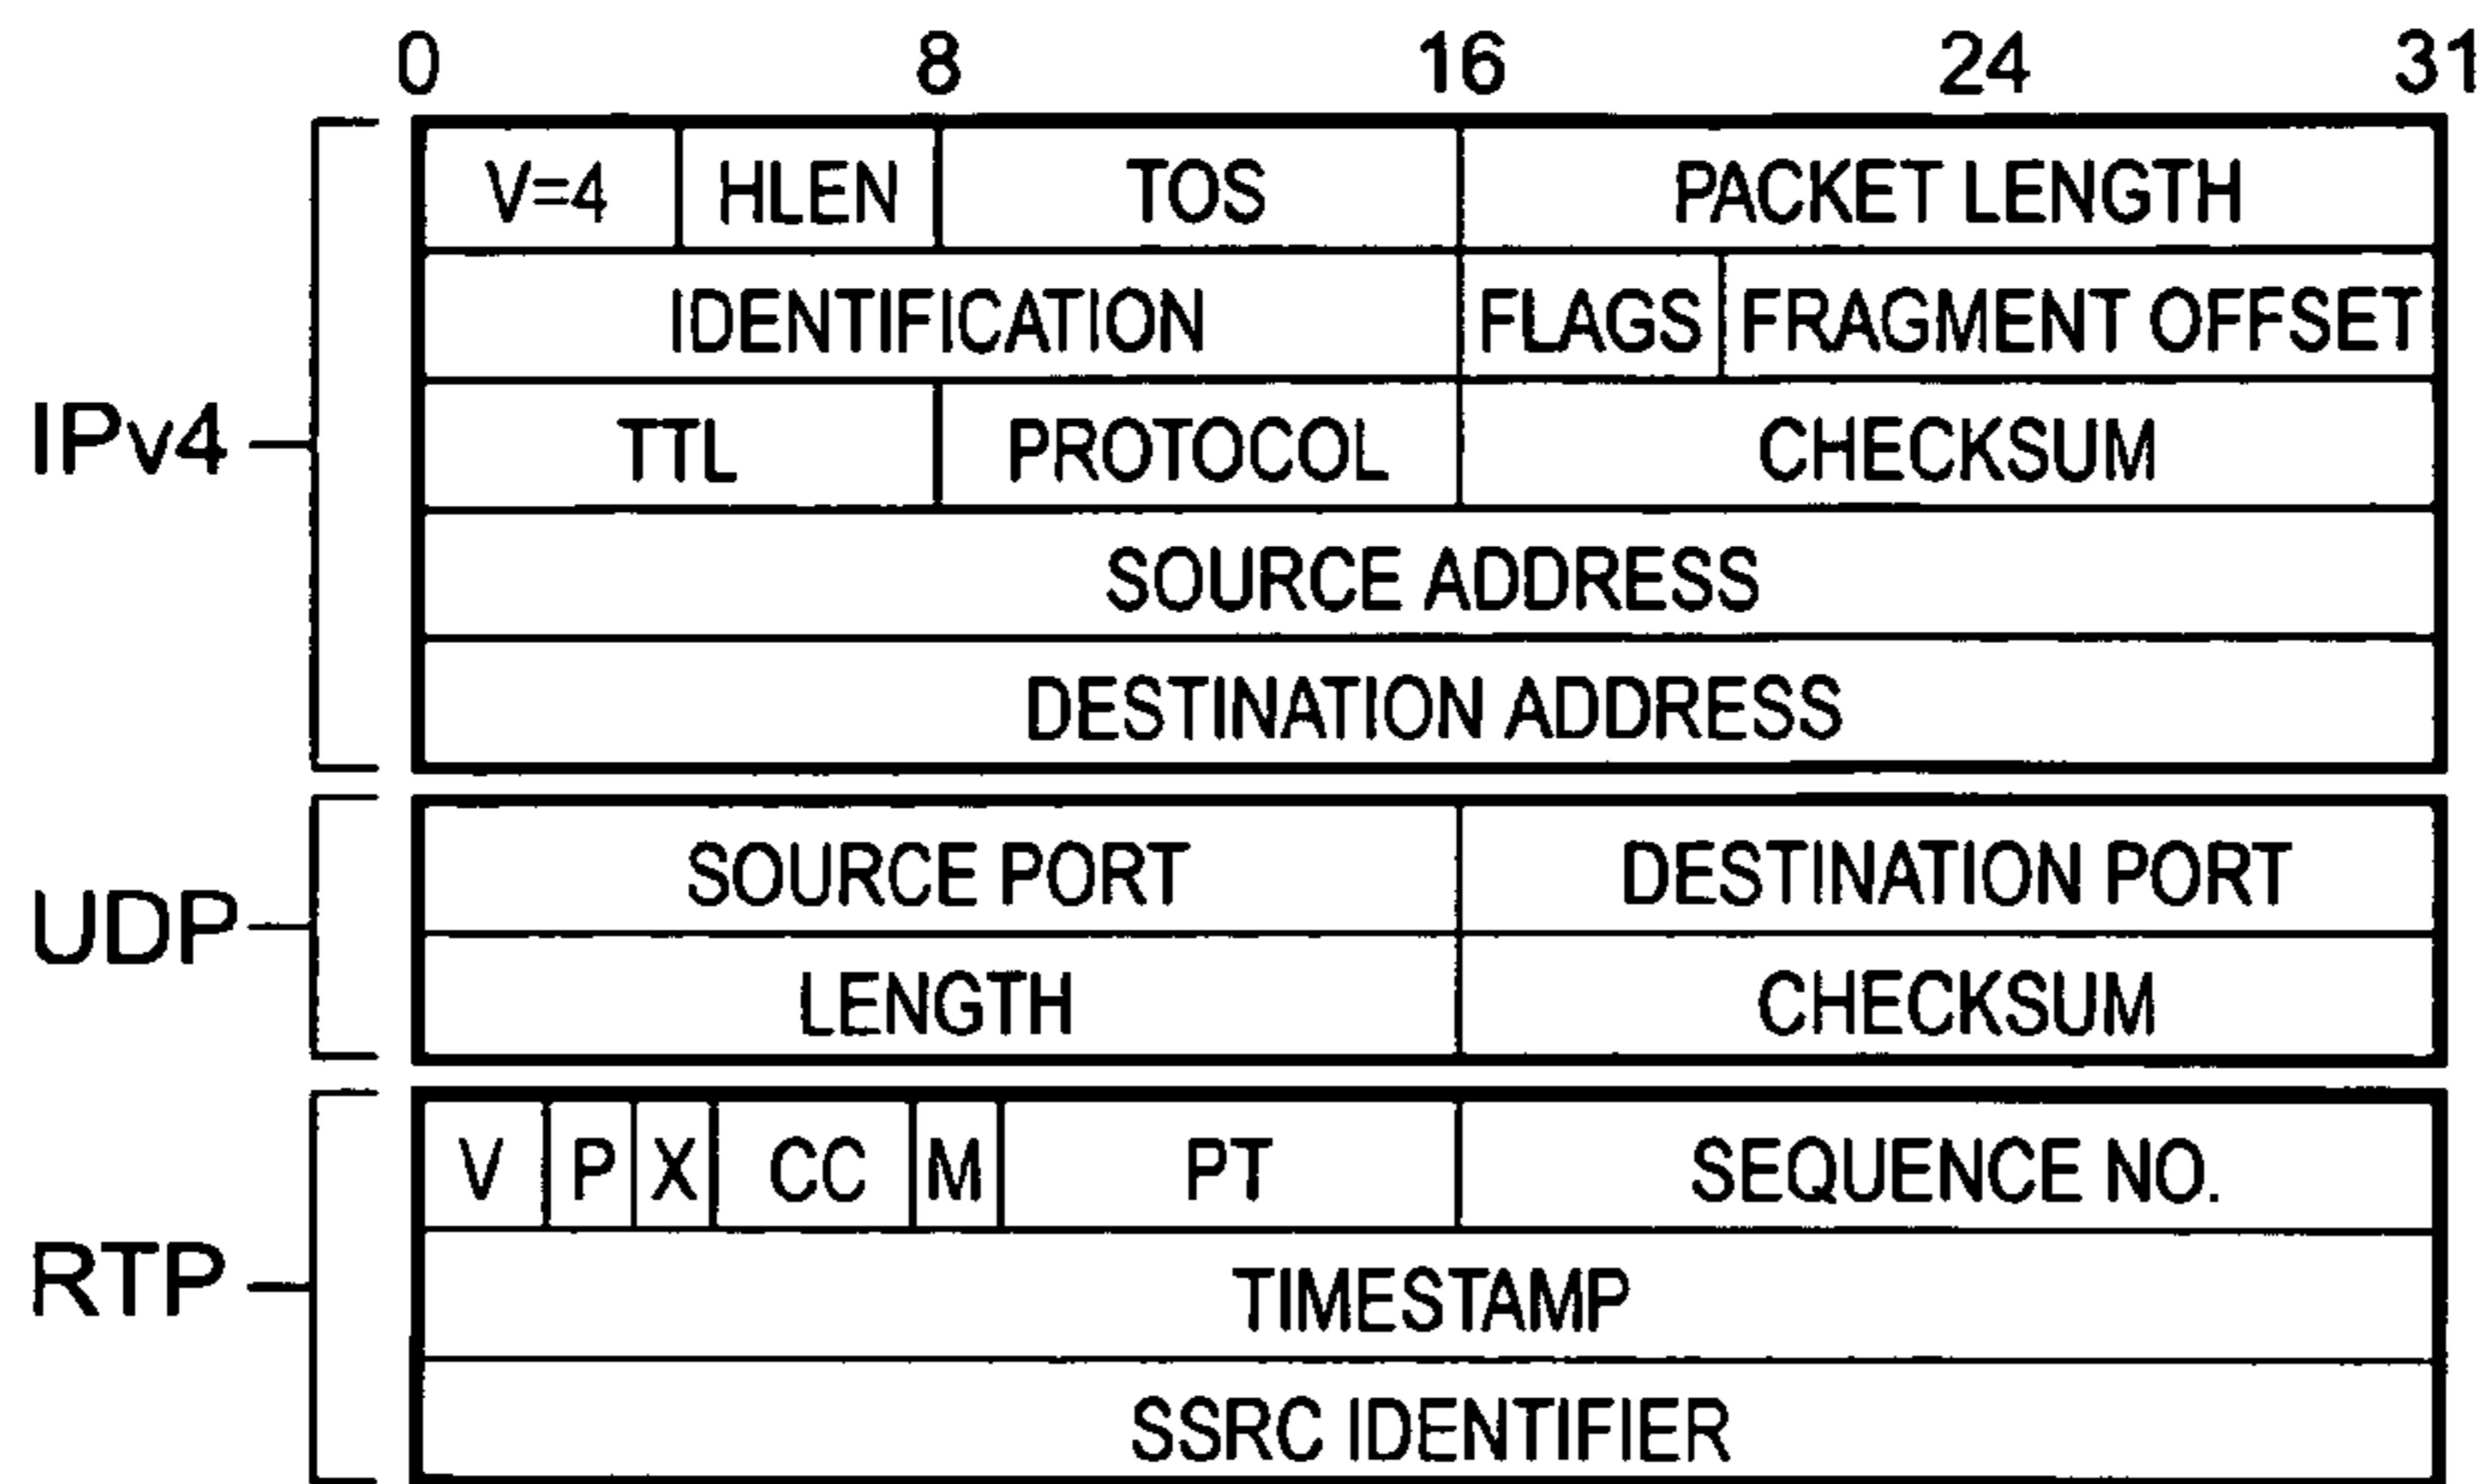 0 8 16 24 31
V=4 HLEN TOS PACKET LENGTH
IDENTIFICATION FLAGS FRAGMENT OFFSET
IPv4
TTL PROTOCOL CHECKSUM
SOURCE ADDRESS
DESTINATION ADDRESS
SOURCE PORT DESTINATION PORT
UDP
LENGTH CHECKSUM
V P X CC M PT SEQUENCE NO.
RTP
TIMESTAMP
SSRC IDENTIFIER